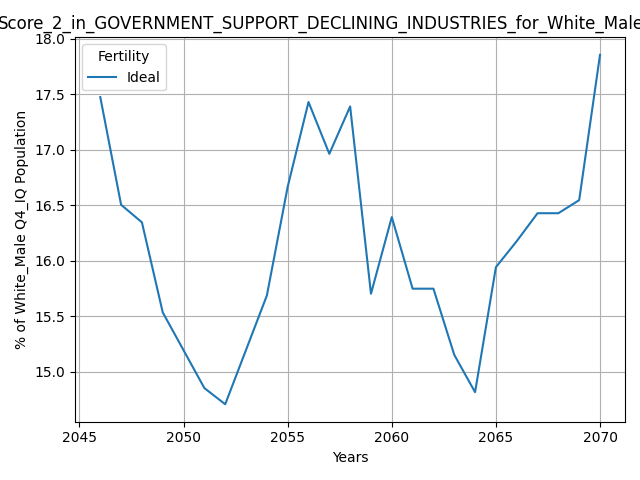 Score_2_in_GOVERNMENT_SUPPORT_DECLINING_INDUSTRIES_for_White_Male
Fertility
Ideal
% of White_Male Q4_IQ Population
18.0
17.5
17.0
16.5
16.0
15.5
15.0
2045 2050 2055 2060 2065 2070
Years